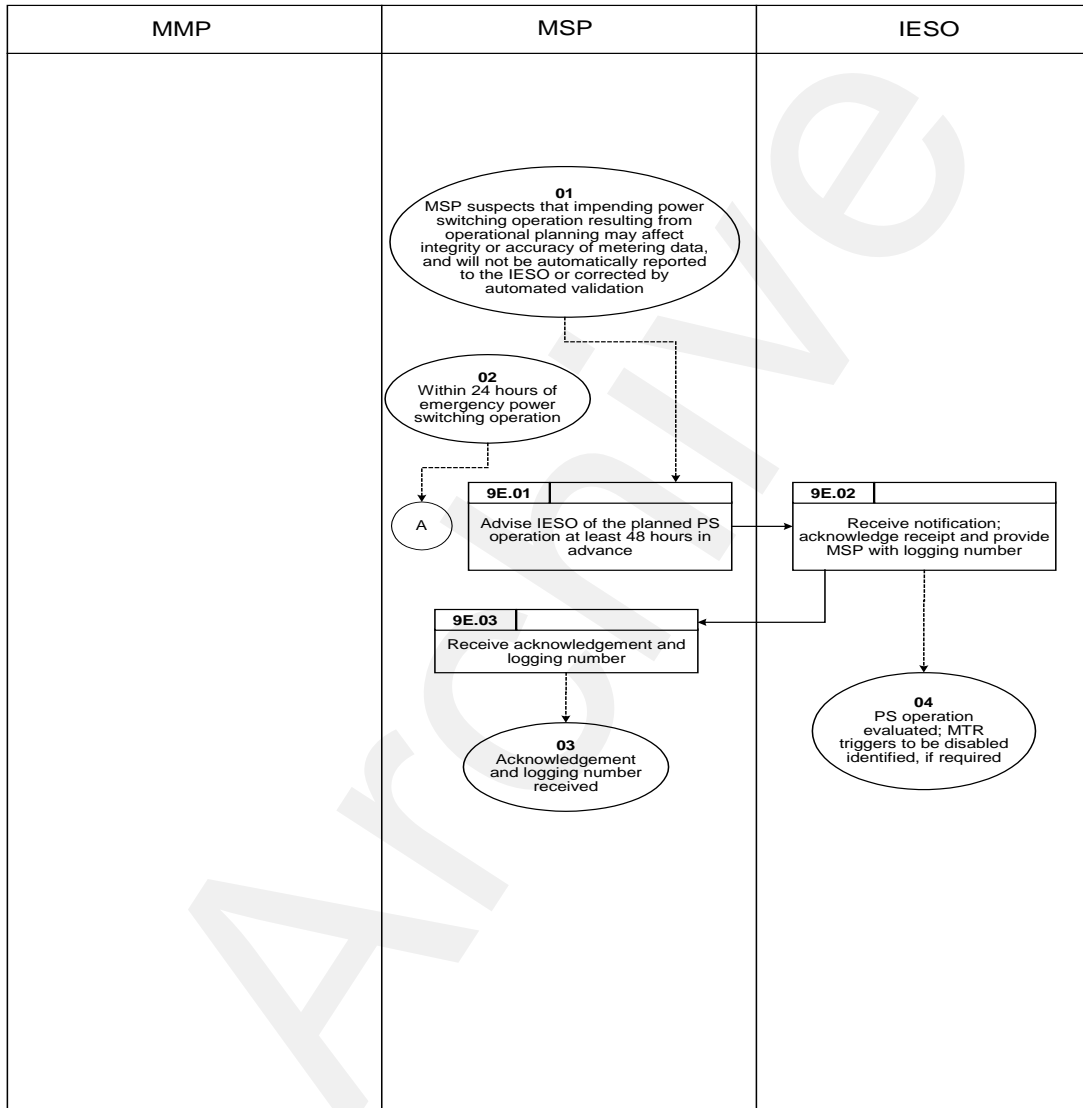 MMP
MSP
IESO
01
MSP suspects that impending power
switching operation resulting from
operational planning may affect
integrity or accuracy of metering data,
and will not be automatically reported
to the IESO or corrected by
automated validation
02
Within 24 hours of
emergency power
switching operation
A
9E.01
Advise IESO of the planned PS
operation at least 48 hours in
advance
9E.02
Receive notification;
acknowledge receipt and provide
MSP with logging number
9E.03
Receive acknowledgement and
logging number
03
Acknowledgement
and logging number
received
04
PS operation
evaluated; MTR
triggers to be disabled
identified, if required
Archive